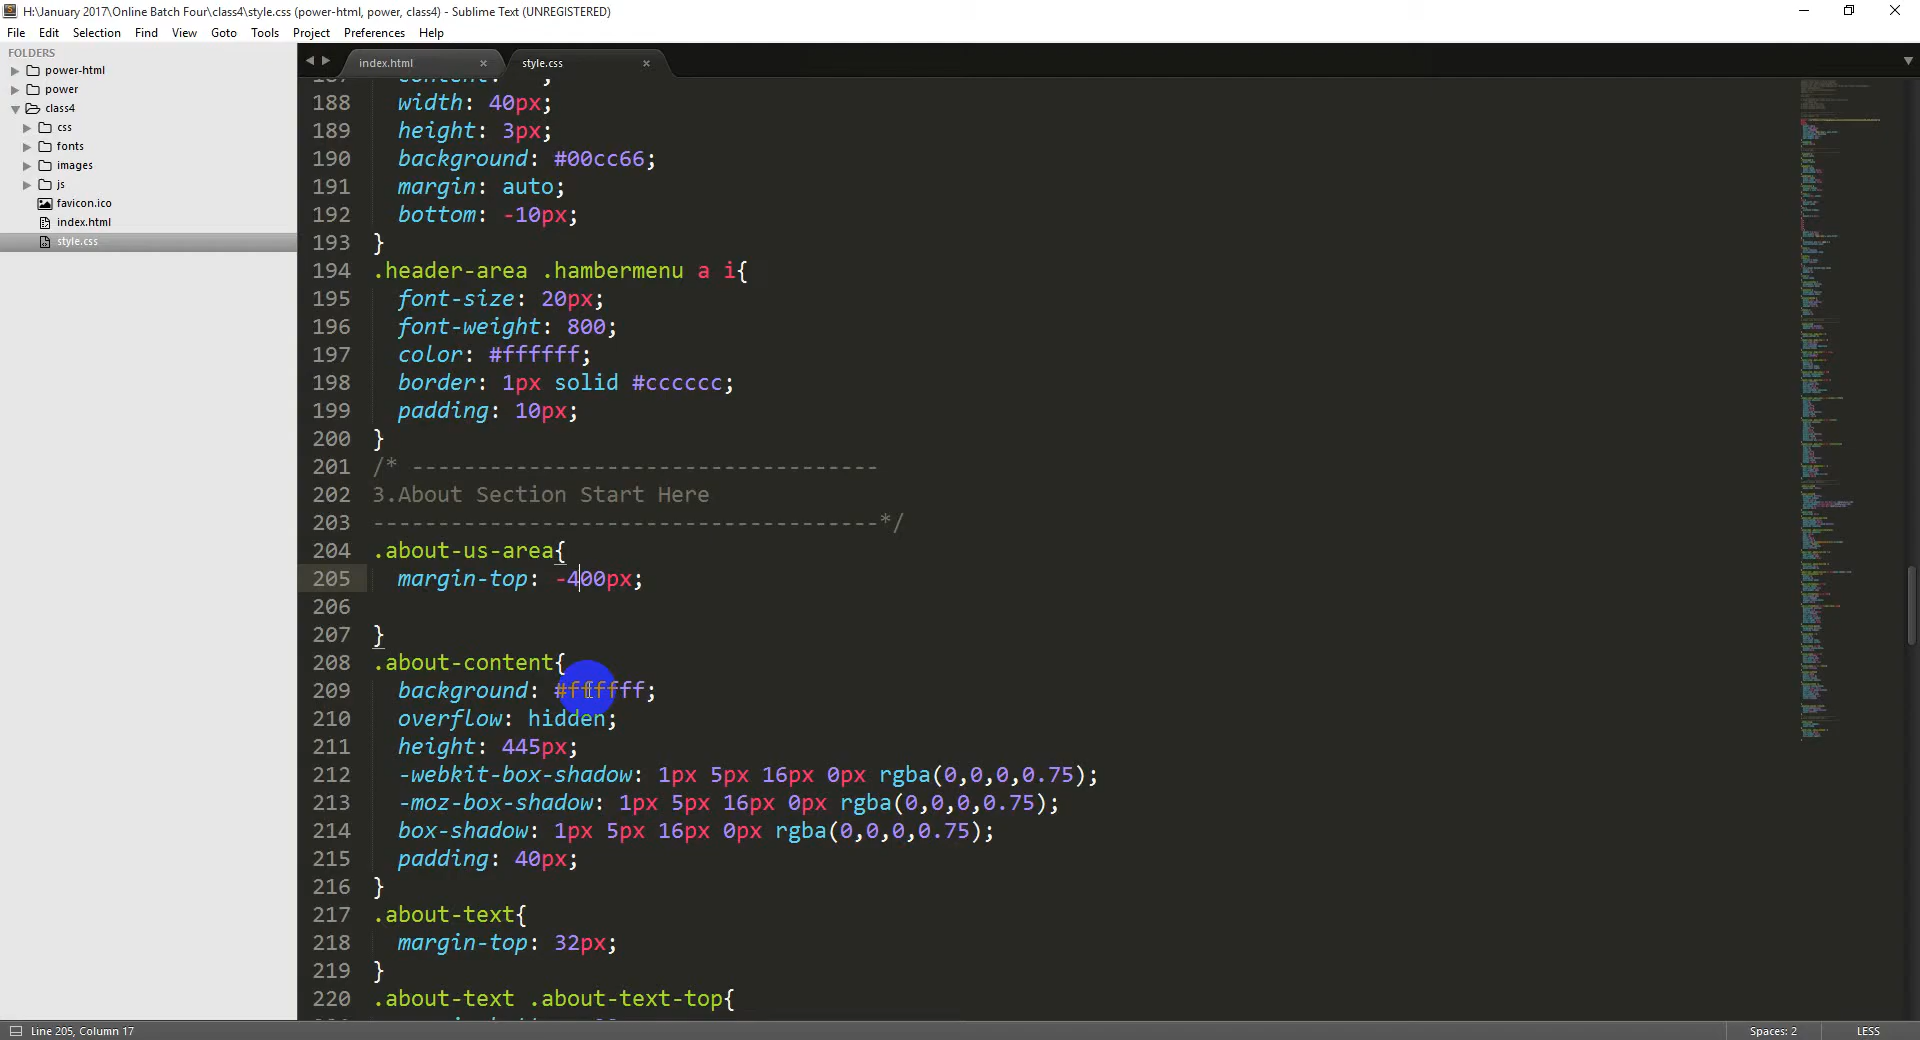 H:\January 2017\Online Batch Four\class4\style.css (power-html, power, class4) - Sublime Text (UNREGISTERED)
File Edit Selection Find View Goto Tools Project Preferences Help
FOLDERS
power-html
power
class4
css
fonts
images
js
favicon.ico
index.html
style.css
index.html × style.css ×
188 width: 40px;
189 height: 3px;
190 background: #00cc66;
191 margin: auto;
192 bottom: -10px;
193 }
194 .header-area .hambermenu a i{
195 font-size: 20px;
196 font-weight: 800;
197 color: #ffffff;
198 border: 1px solid #cccccc;
199 padding: 10px;
200 }
201 /* ------------------------------------
202 3.About Section Start Here
203 ---------------------------------------*/
204 .about-us-area{
205 margin-top: -400px;
206
207 }
208 .about-content{
209 background: #ffffff;
210 overflow: hidden;
211 height: 445px;
212 -webkit-box-shadow: 1px 5px 16px 0px rgba(0,0,0,0.75);
213 -moz-box-shadow: 1px 5px 16px 0px rgba(0,0,0,0.75);
214 box-shadow: 1px 5px 16px 0px rgba(0,0,0,0.75);
215 padding: 40px;
216 }
217 .about-text{
218 margin-top: 32px;
219 }
220 .about-text .about-text-top{
Line 205, Column 17 Spaces: 2 LESS